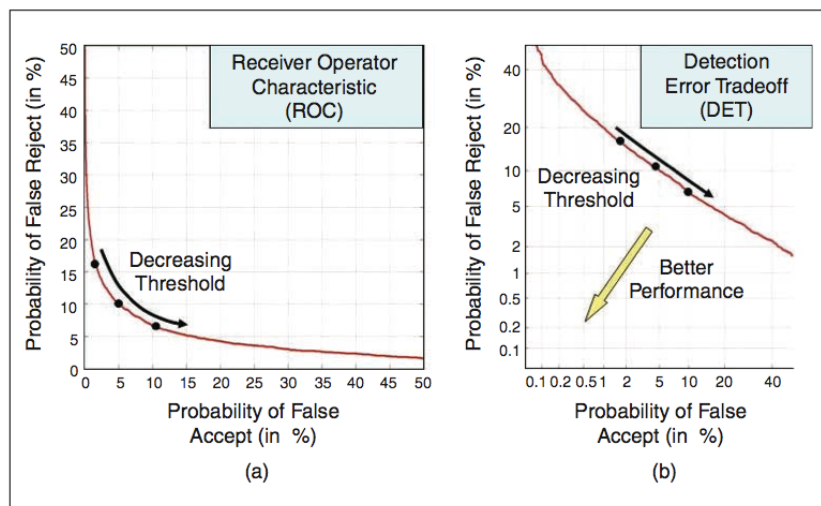 50
45
40
35
30
25
20
15
10
5
0
Probability of False Reject (in %)
Receiver Operator
Characteristic
(ROC)
Decreasing
Threshold
0 5 10 15 20 25 30 35 40 45 50
Probability of False
Accept (in %)
(a)
40
20
10
5
2
1
0.5
0.2
0.1
Probability of False Reject (in %)
Detection
Error Tradeoff
(DET)
Decreasing
Threshold
Better
Performance
0.1 0.2 0.5 1 2 5 10 20 40
Probability of False
Accept (in %)
(b)